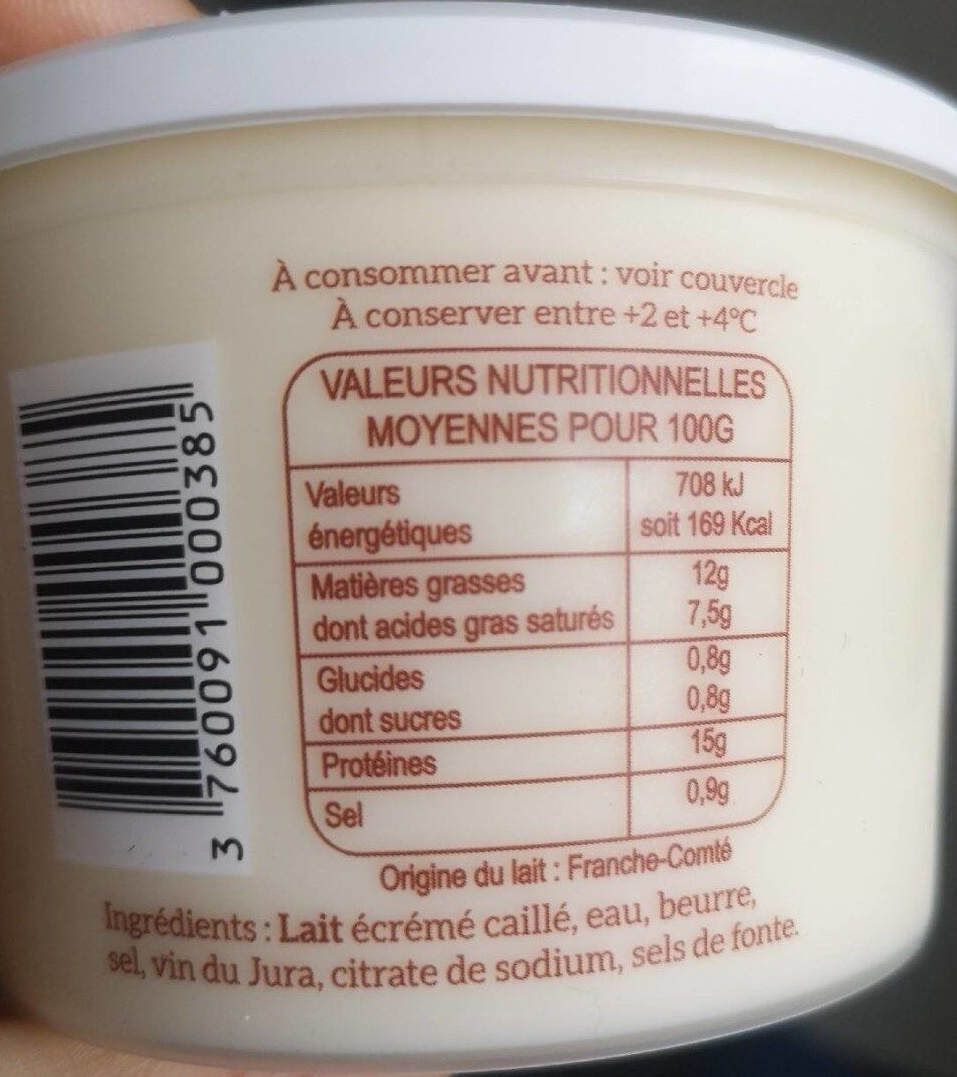 À consommer avant : voir couvercle
À conserver entre +2 et +4°C
VALEURS NUTRITIONNELLES
MOYENNES POUR 100G
Valeurs énergétiques 708 kJ soit 169 Kcal
Matières grasses 12g
dont acides gras saturés 7,5g
Glucides 0,8g
dont sucres 0,8g
Protéines 15g
Sel 0,9g
Origine du lait : Franche-Comté
Ingrédients : Lait écrémé caillé, eau, beurre,
sel, vin du Jura, citrate de sodium, sels de fonte.
3 760091 000385